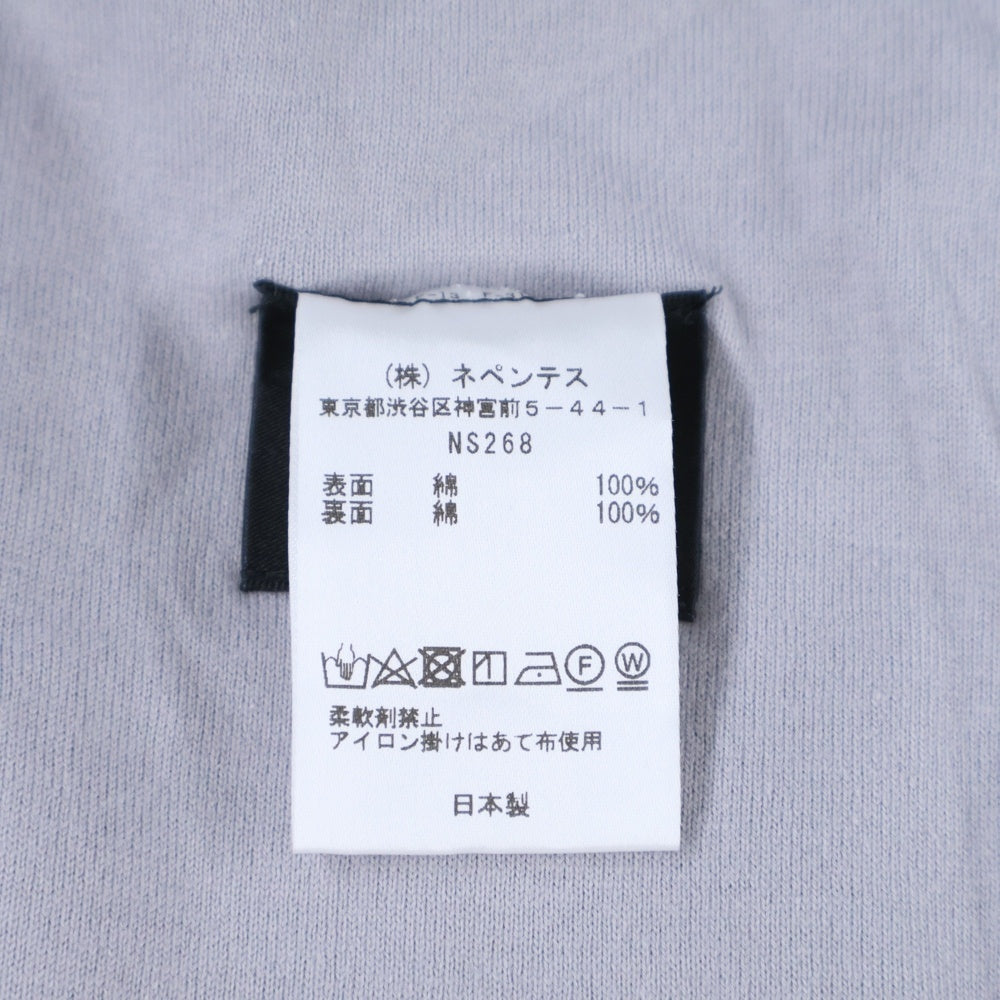 （株）ネペンテス
東京都渋谷区神宮前５−４４−１
NS268
表面 綿 100%
裏面 綿 100%
F W
柔軟剤禁止
アイロン掛けはあて布使用
日本製